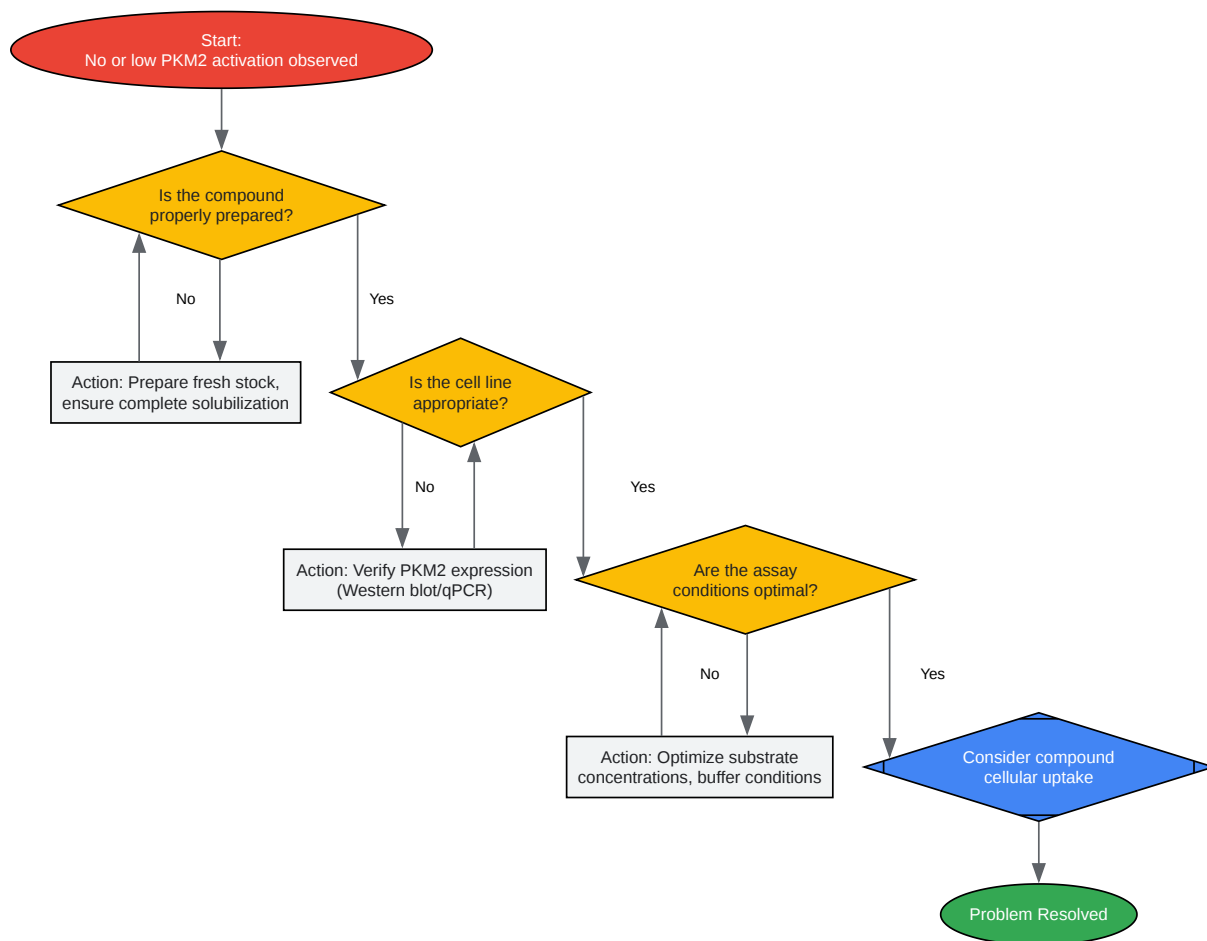 Start:
No or low PKM2 activation observed
Is the compound
properly prepared?
No
Yes
Action: Prepare fresh stock,
ensure complete solubilization
Is the cell line
appropriate?
No
Yes
Action: Verify PKM2 expression
(Western blot/qPCR)
Are the assay
conditions optimal?
No
Yes
Action: Optimize substrate
concentrations, buffer conditions
Consider compound
cellular uptake
Problem Resolved